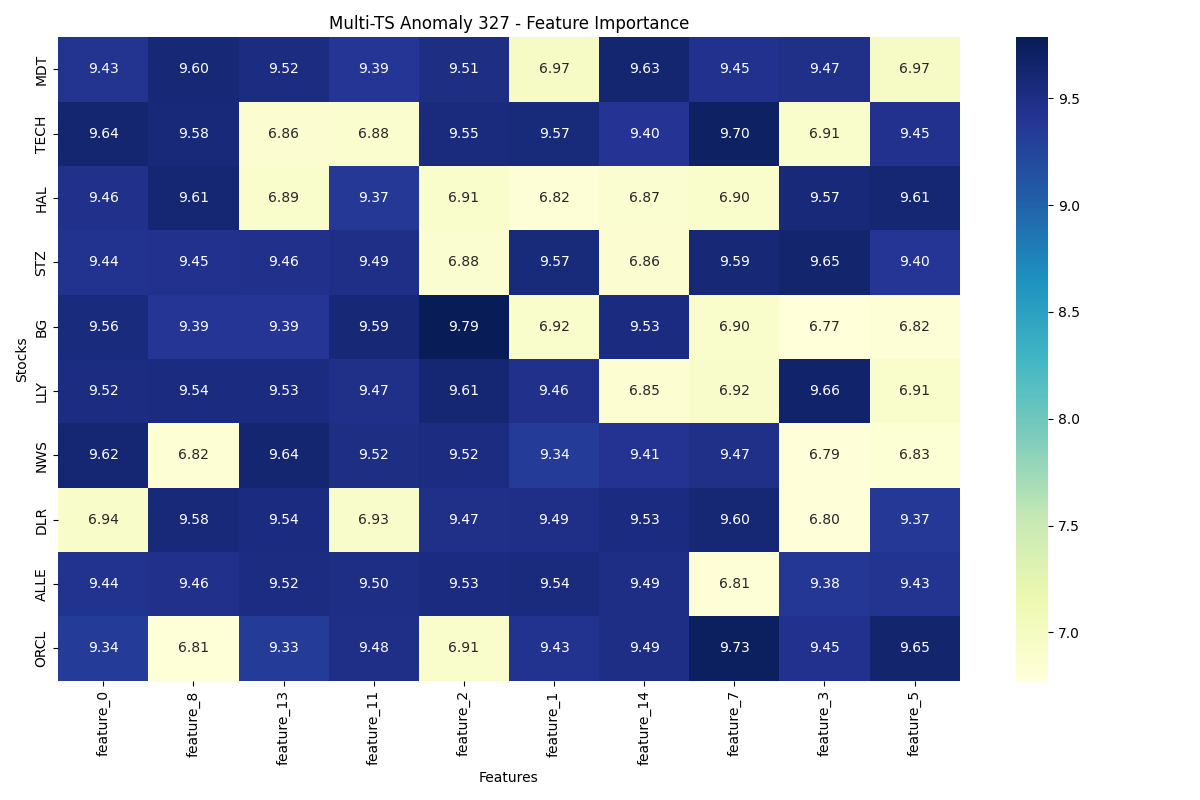 Multi-TS Anomaly 327 - Feature Importance
MDT 9.43 9.60 9.52 9.39 9.51 6.97 9.63 9.45 9.47 6.97
TECH 9.64 9.58 6.86 6.88 9.55 9.57 9.40 9.70 6.91 9.45
HAL 9.46 9.61 6.89 9.37 6.91 6.82 6.87 6.90 9.57 9.61
STZ 9.44 9.45 9.46 9.49 6.88 9.57 6.86 9.59 9.65 9.40
BG 9.56 9.39 9.39 9.59 9.79 6.92 9.53 6.90 6.77 6.82
LLY 9.52 9.54 9.53 9.47 9.61 9.46 6.85 6.92 9.66 6.91
NWS 9.62 6.82 9.64 9.52 9.52 9.34 9.41 9.47 6.79 6.83
DLR 6.94 9.58 9.54 6.93 9.47 9.49 9.53 9.60 6.80 9.37
ALLE 9.44 9.46 9.52 9.50 9.53 9.54 9.49 6.81 9.38 9.43
ORCL 9.34 6.81 9.33 9.48 6.91 9.43 9.49 9.73 9.45 9.65
Stocks
feature_0 feature_8 feature_13 feature_11 feature_2 feature_1 feature_14 feature_7 feature_3 feature_5
Features
9.5
9.0
8.5
8.0
7.5
7.0